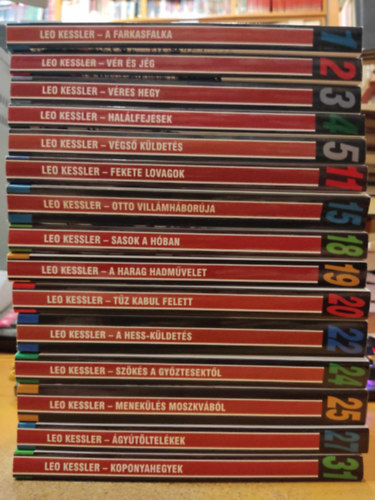 LEO KESSLER – A FARKASFALKA 1
LEO KESSLER – VÉR ÉS JÉG 2
LEO KESSLER – VÉRES HEGY 3
LEO KESSLER – HALÁLFEJESEK 4
LEO KESSLER – VÉGSŐ KÜLDETÉS 5
LEO KESSLER – FEKETE LOVAGOK 11
LEO KESSLER – OTTO VILLÁMHÁBORÚJA 15
LEO KESSLER – SASOK A HÓBAN 18
LEO KESSLER – A HARAG HADMŰVELET 19
LEO KESSLER – TŰZ KABUL FELETT 20
LEO KESSLER – A HESS-KÜLDETÉS 22
LEO KESSLER – SZÖKÉS A GYŐZTESEKTŐL 24
LEO KESSLER – MENEKÜLÉS MOSZKVÁBÓL 25
LEO KESSLER – ÁGYÚTÖLTELÉKEK 27
LEO KESSLER – KOPONYAHEGYEK 31